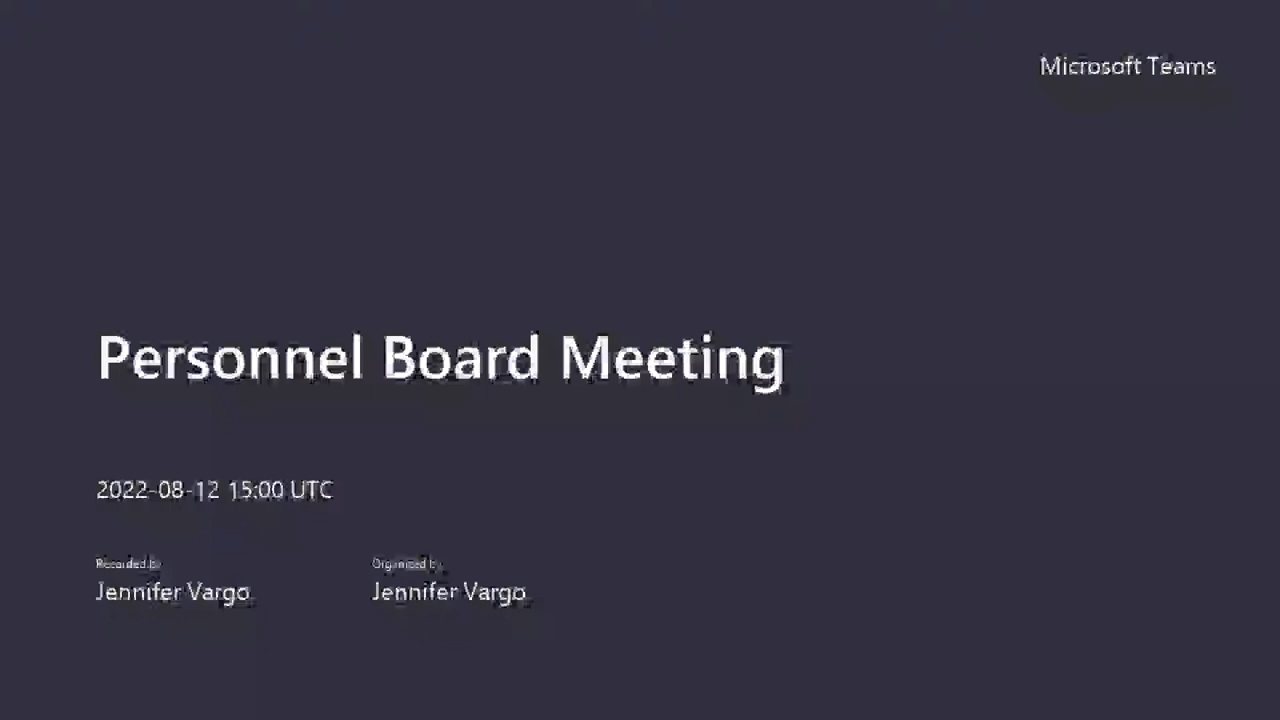 Microsoft Teams
Personnel Board Meeting
2022-08-12 15:00 UTC
Recorded by
Organized by
Jennifer Vargo
Jennifer Vargo